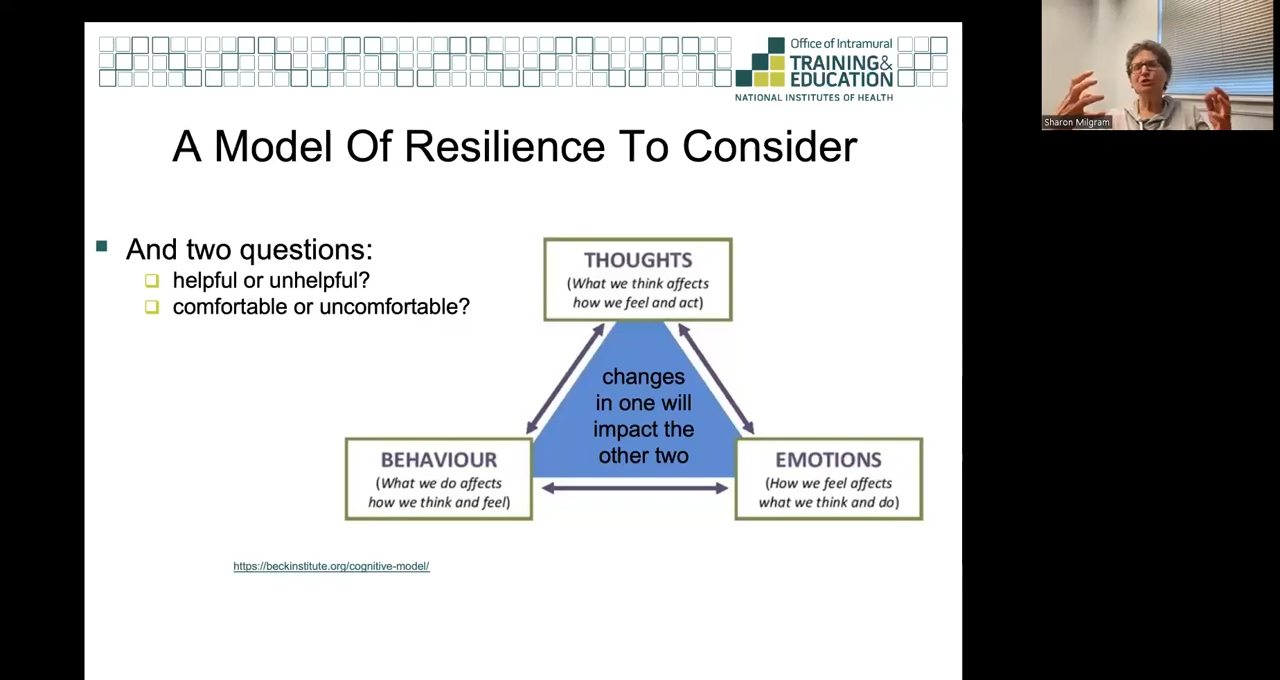 Office of Intramural
TRAINING&
EDUCATION
NATIONAL INSTITUTES OF HEALTH
Sharon Milgram
A Model Of Resilience To Consider
And two questions:
helpful or unhelpful?
comfortable or uncomfortable?
THOUGHTS
(What we think affects
how we feel and act)
changes
in one will
impact the
other two
BEHAVIOUR
(What we do affects
how we think and feel)
EMOTIONS
(How we feel affects
what we think and do)
https://beckinstitute.org/cognitive-model/